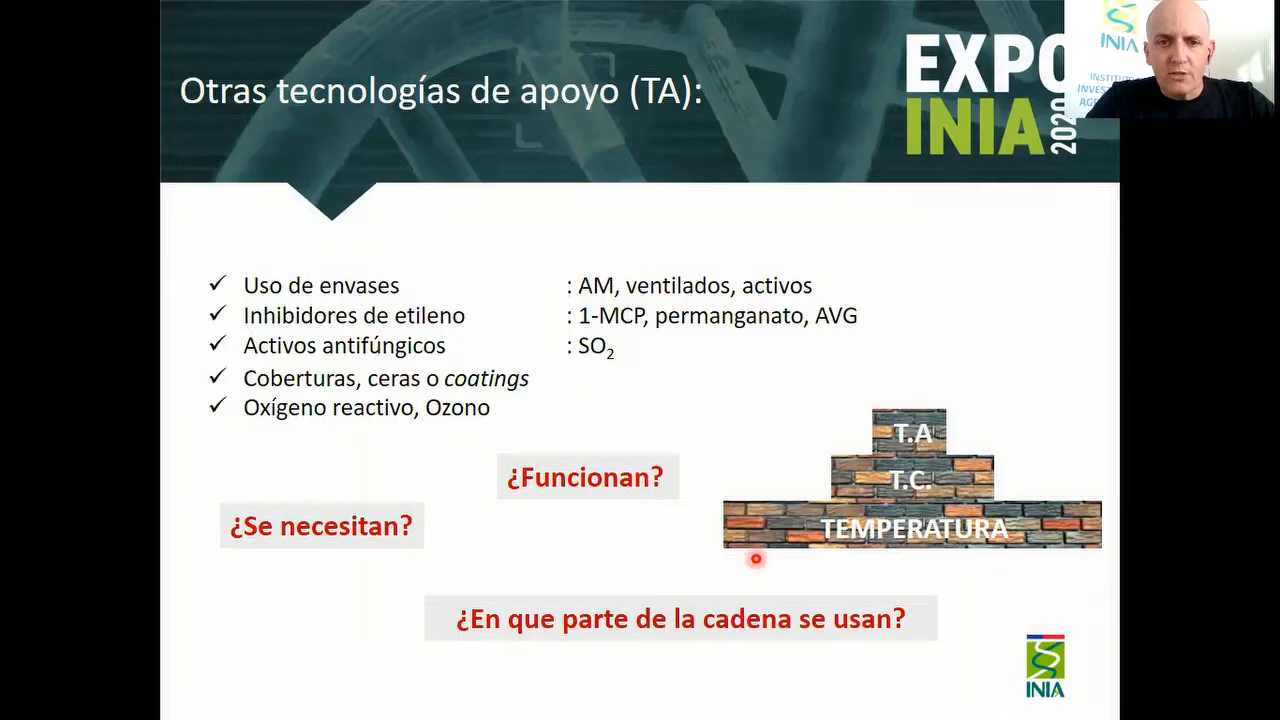 Otras tecnologías de apoyo (TA):
EXPO
INIA
2020
INIA
✓ Uso de envases : AM, ventilados, activos
✓ Inhibidores de etileno : 1-MCP, permanganato, AVG
✓ Activos antifúngicos : SO₂
✓ Coberturas, ceras o coatings
✓ Oxígeno reactivo, Ozono
T.A
T.C.
TEMPERATURA
¿Funcionan?
¿Se necesitan?
¿En que parte de la cadena se usan?
INIA